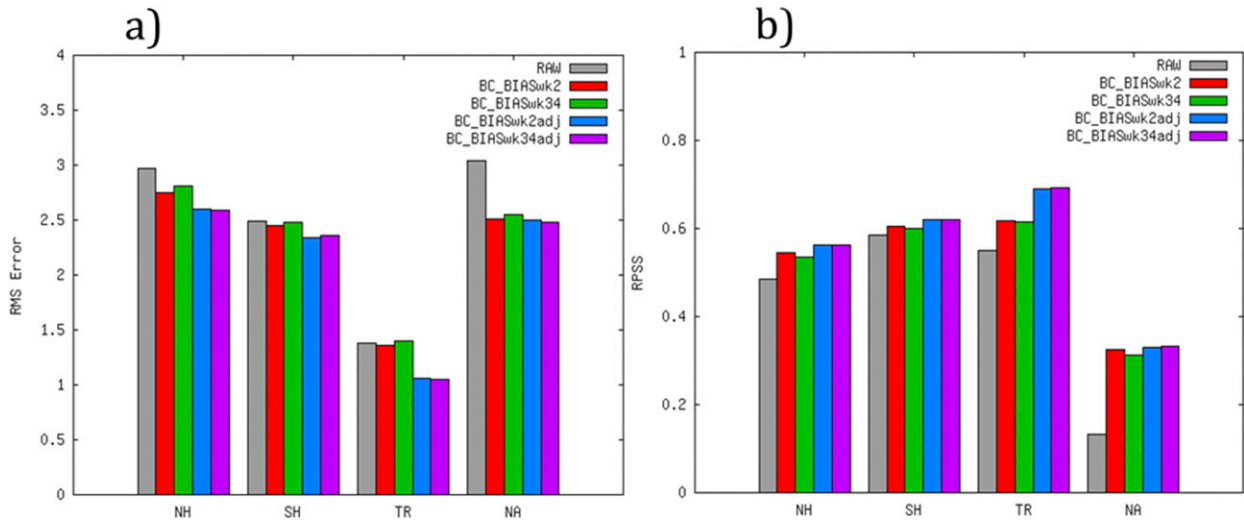 a)
4
3.5
3
2.5
2
1.5
1
0.5
0
RMS Error
RAW
BC_BIASwk2
BC_BIASwk34
BC_BIASwk2adj
BC_BIASwk34adj
NH SH TR NA
b)
1
0.8
0.6
0.4
0.2
0
RPSS
RAW
BC_BIASwk2
BC_BIASwk34
BC_BIASwk2adj
BC_BIASwk34adj
NH SH TR NA